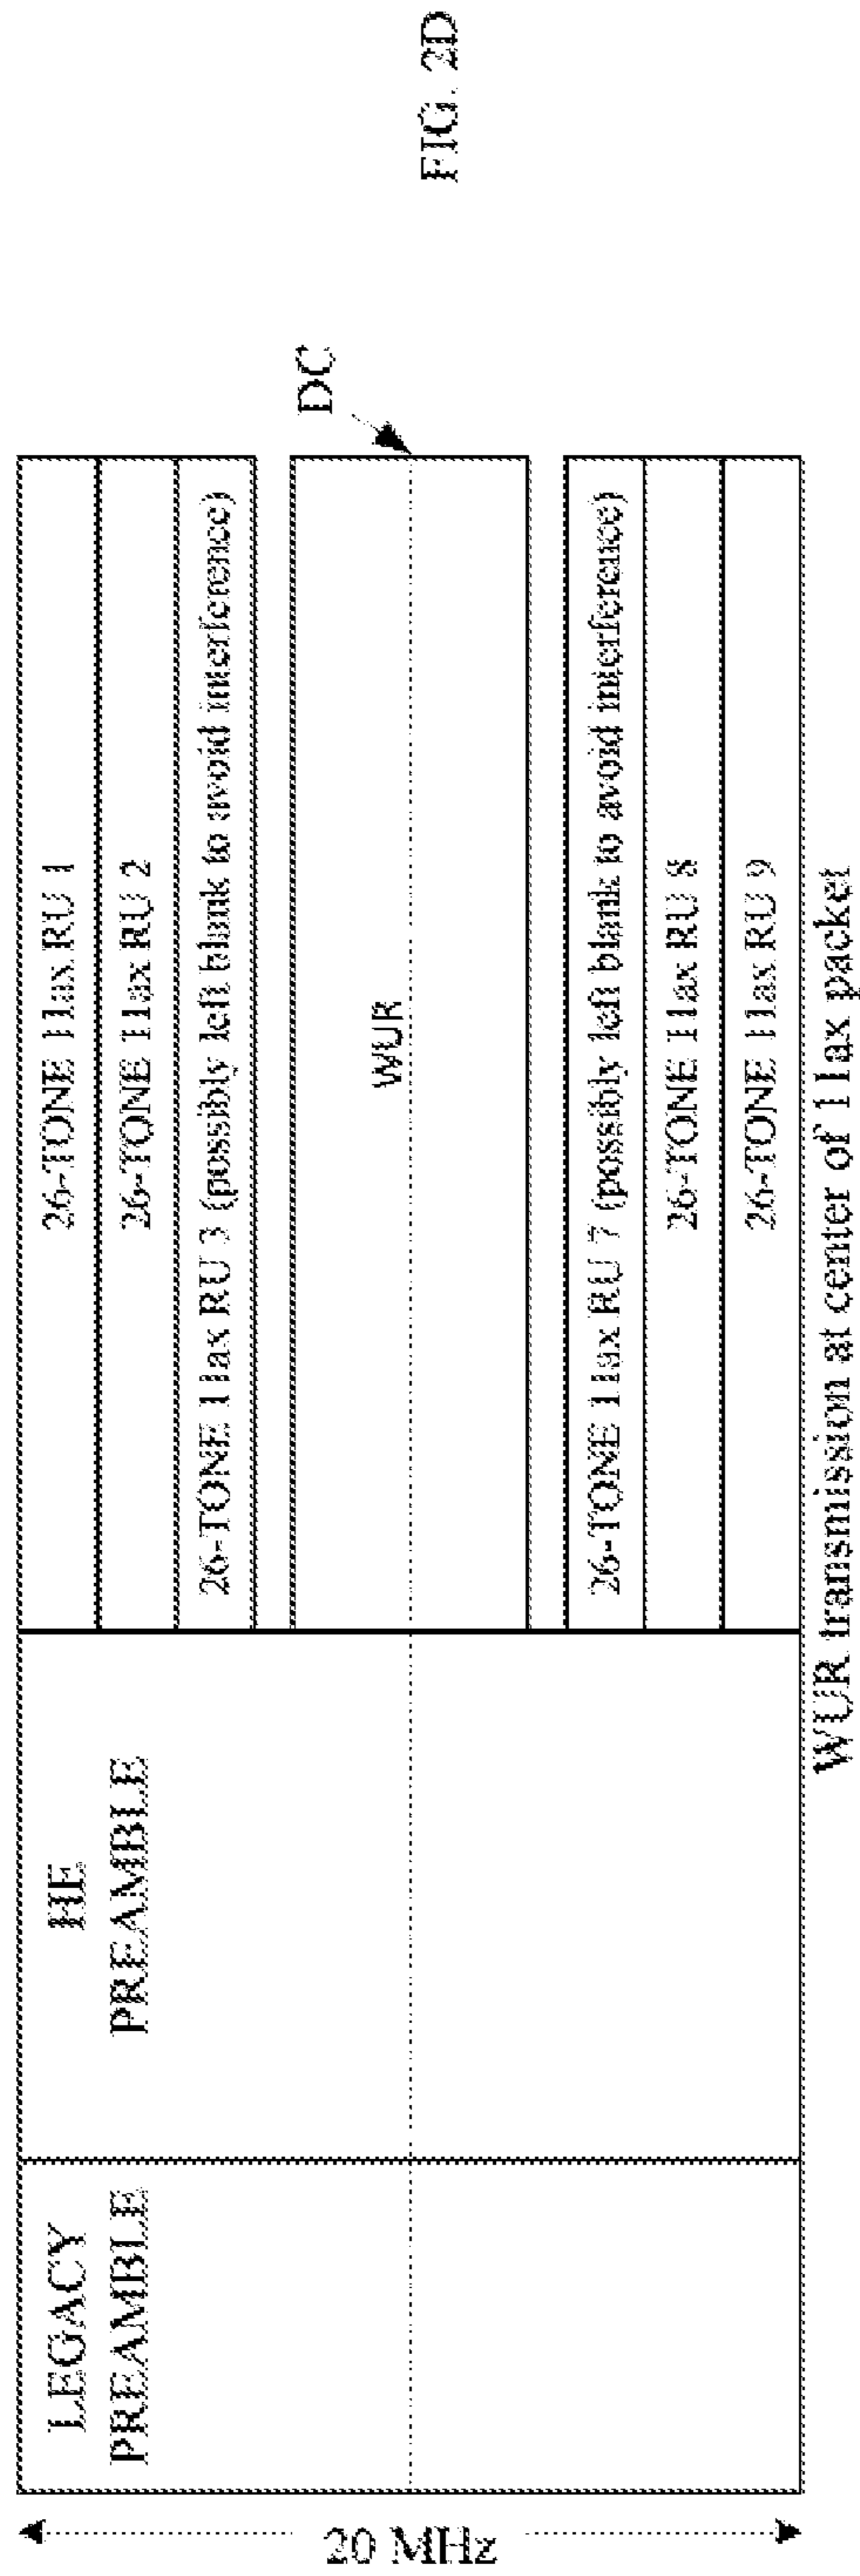 20 MHz
LEGACY
PREAMBLE
HE
PREAMBLE
26-TONE 11ax RU 1
26-TONE 11ax RU 2
26-TONE 11ax RU 3 (possibly left blank to avoid interference)
WUR
DC
26-TONE 11ax RU 7 (possibly left blank to avoid interference)
26-TONE 11ax RU 8
26-TONE 11ax RU 9
WUR transmission at center of 11ax packet
FIG. 2D